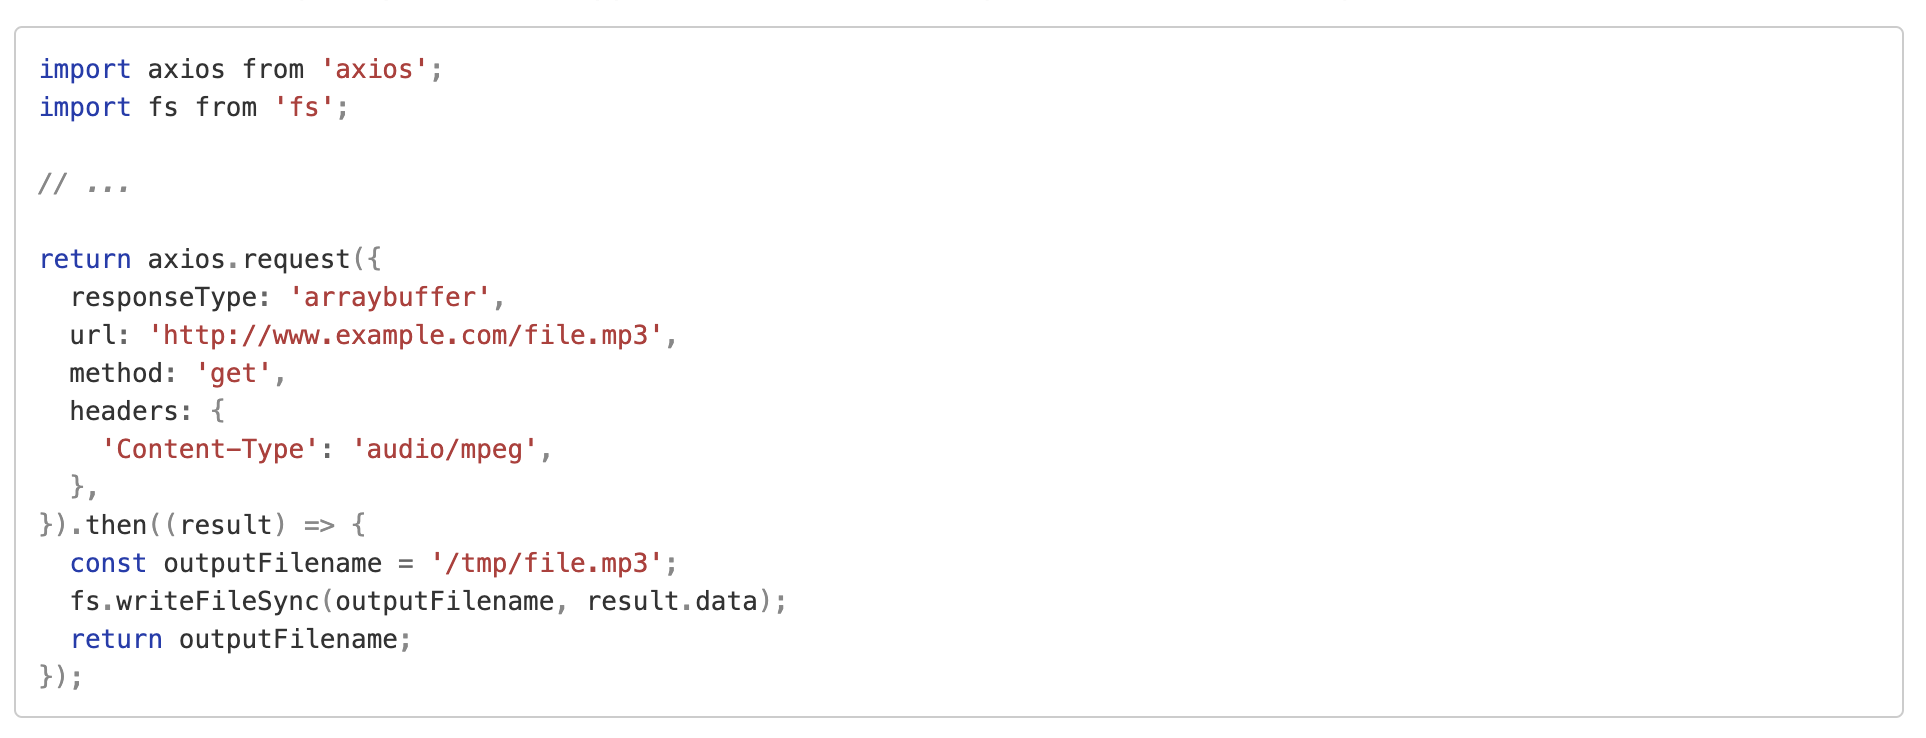 import axios from 'axios';
import fs from 'fs';

// ...

return axios.request({
  responseType: 'arraybuffer',
  url: 'http://www.example.com/file.mp3',
  method: 'get',
  headers: {
    'Content-Type': 'audio/mpeg',
  },
}).then((result) => {
  const outputFilename = '/tmp/file.mp3';
  fs.writeFileSync(outputFilename, result.data);
  return outputFilename;
});